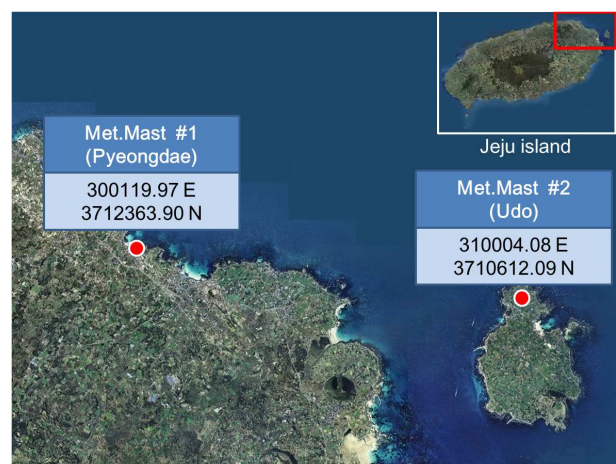 Met.Mast #1
(Pyeongdae)
300119.97 E
3712363.90 N
Jeju island
Met.Mast #2
(Udo)
310004.08 E
3710612.09 N